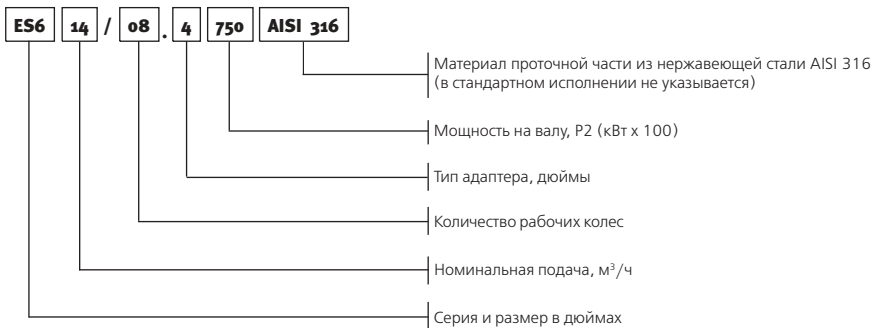 ES6 14 / 08 . 4 750 AISI 316
Материал проточной части из нержавеющей стали AISI 316
(в стандартном исполнении не указывается)
Мощность на валу, P2 (кВт x 100)
Тип адаптера, дюймы
Количество рабочих колес
Номинальная подача, м³/ч
Серия и размер в дюймах